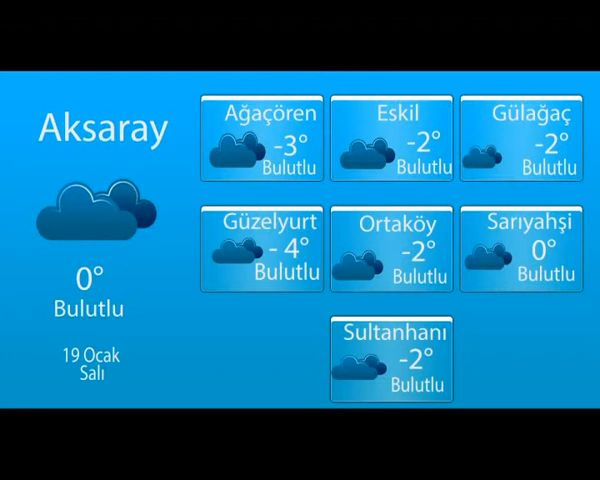 Aksaray
0°
Bulutlu
19 Ocak
Salı
Ağaçören
-3°
Bulutlu
Eskil
-2°
Bulutlu
Gülağaç
-2°
Bulutlu
Güzelyurt
- 4°
Bulutlu
Ortaköy
-2°
Bulutlu
Sarıyahşi
0°
Bulutlu
Sultanhanı
-2°
Bulutlu